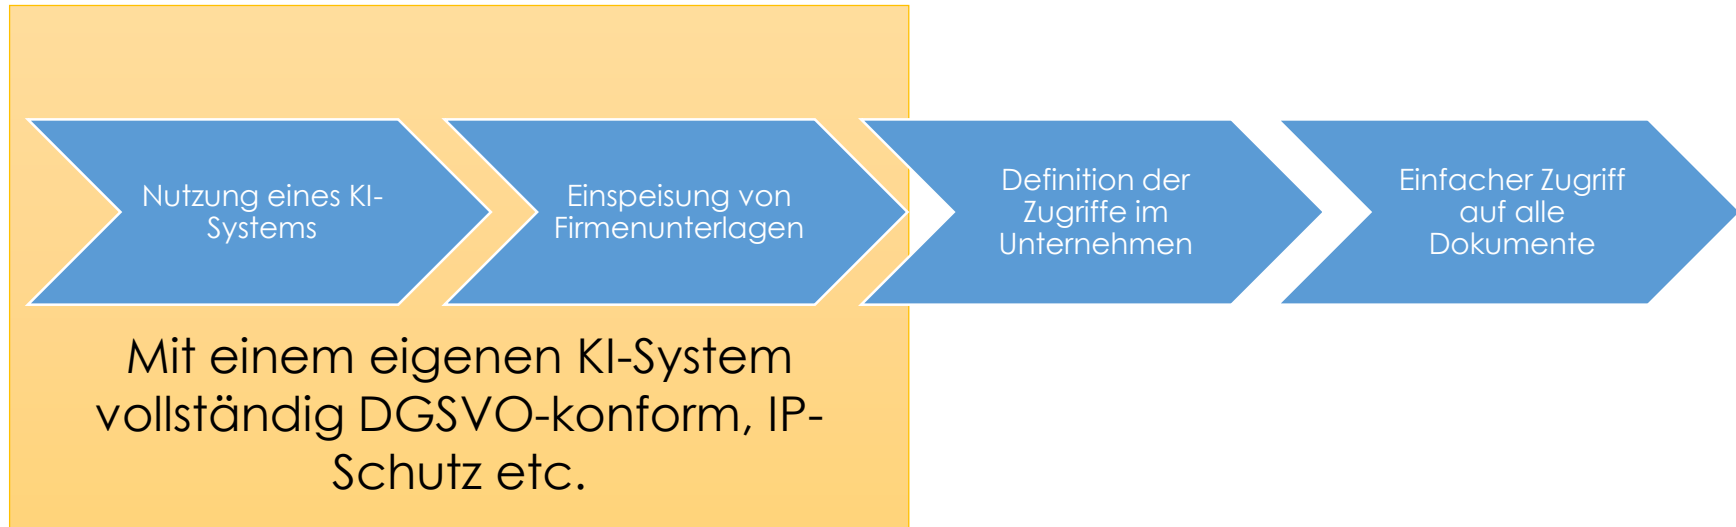 Nutzung eines KI-
Systems
Einspeisung von
Firmenunterlagen
Definition der
Zugriffe im
Unternehmen
Einfacher Zugriff
auf alle
Dokumente
Mit einem eigenen KI-System
vollständig DGSVO-konform, IP-
Schutz etc.